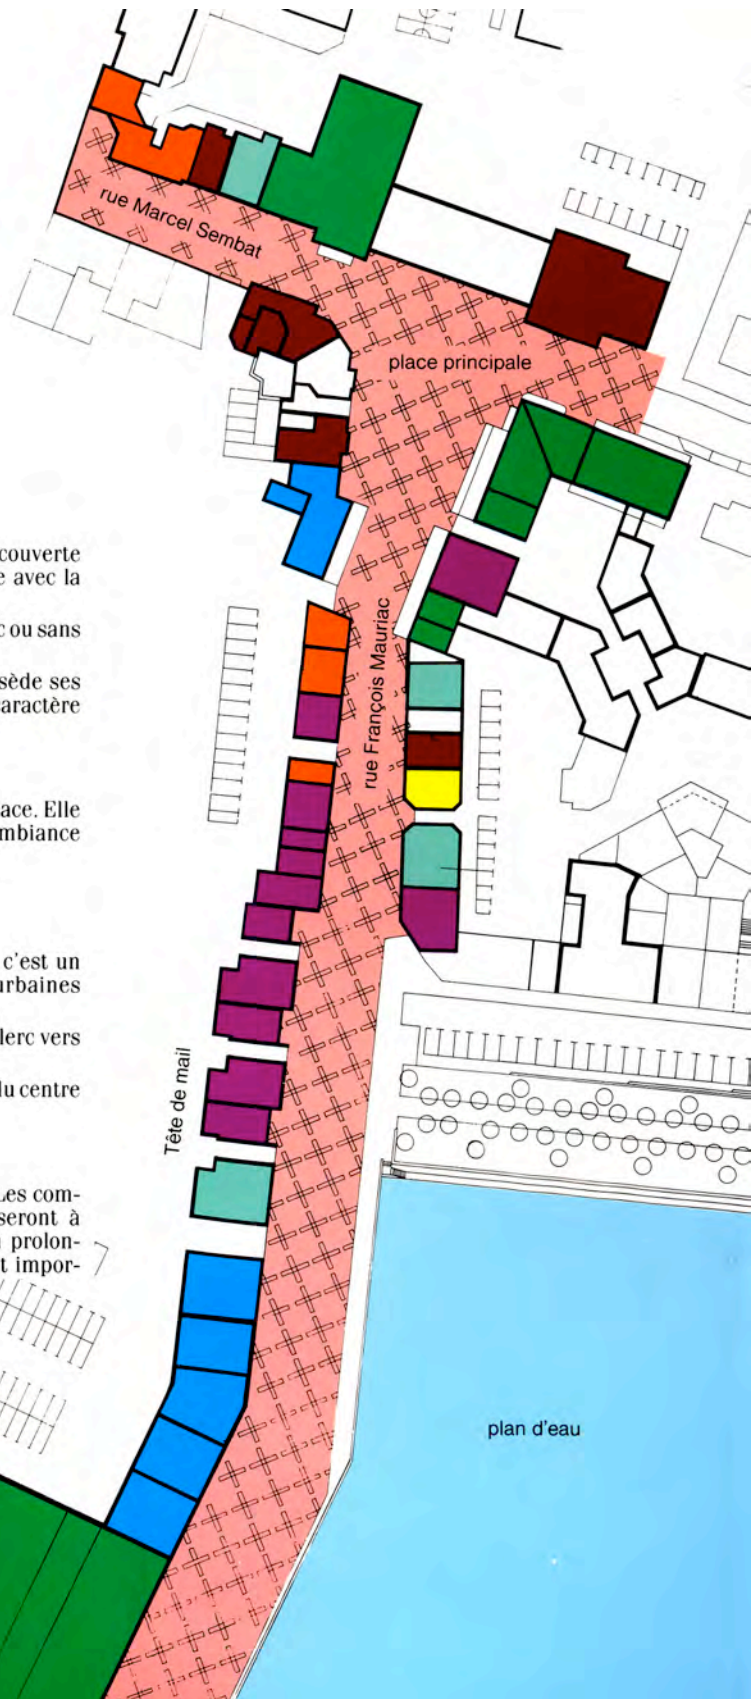 rue Marcel Sembat
place principale
couverte
e avec la
c ou sans
sède ses
aractère
rue François Mauriac
ace. Elle
mbiance
c'est un
urbaines
lerc vers
du centre
Tête de mail
Les com-
seront à
prolon-
t impor-
plan d'eau